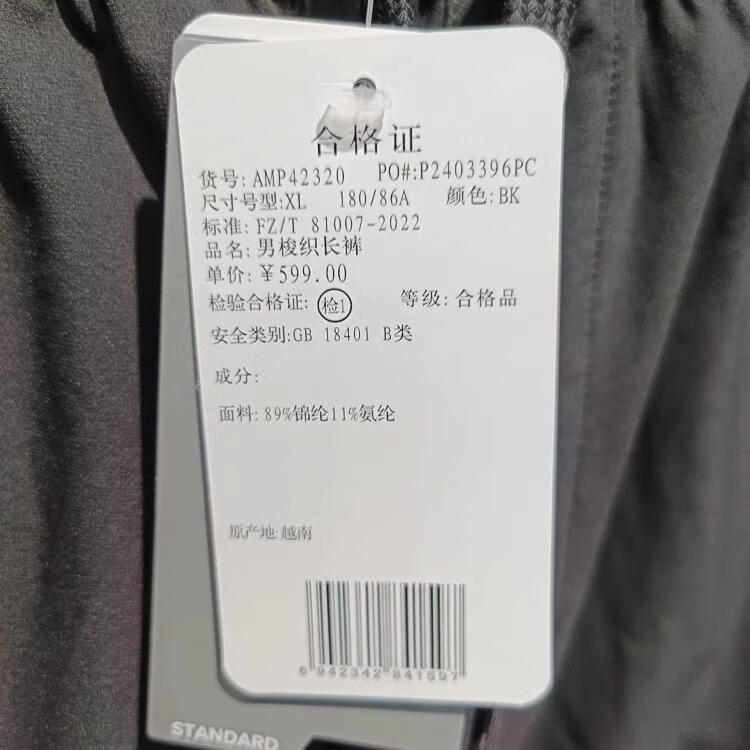 合格证
货号: AMP42320 PO#:P2403396PC
尺寸号型:XL 180/86A 颜色:BK
标准: FZ/T 81007-2022
品名: 男梭织长裤
单价: ¥599.00
检验合格证: 检1 等级: 合格品
安全类别:GB 18401 B类
成分:
面料: 89%锦纶11%氨纶
原产地:越南
6 942342 841597
STANDARD